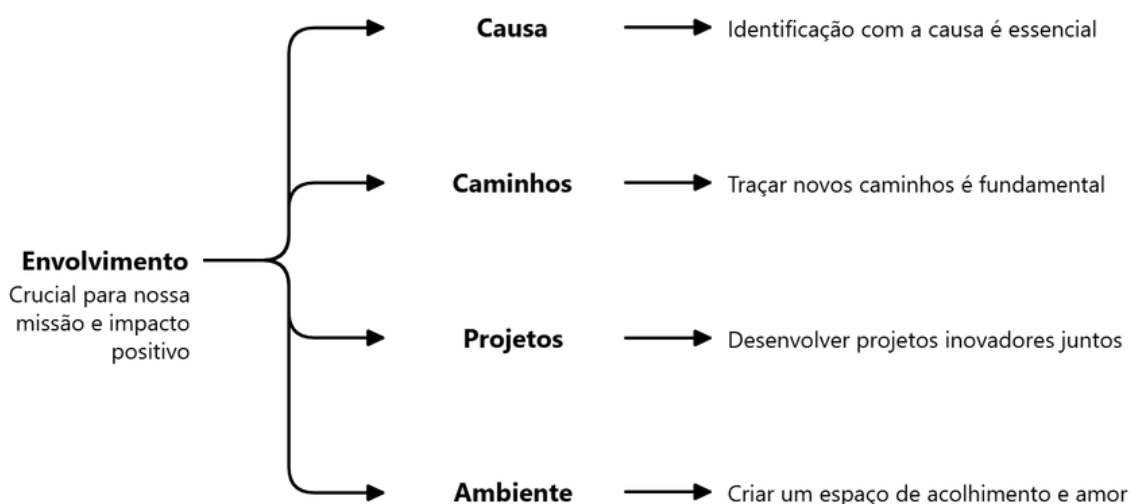 Causa
Identificação com a causa é essencial
Caminhos
Traçar novos caminhos é fundamental
Envolvimento
Crucial para nossa
missão e impacto
positivo
Projetos
Desenvolver projetos inovadores juntos
Ambiente
Criar um espaço de acolhimento e amor